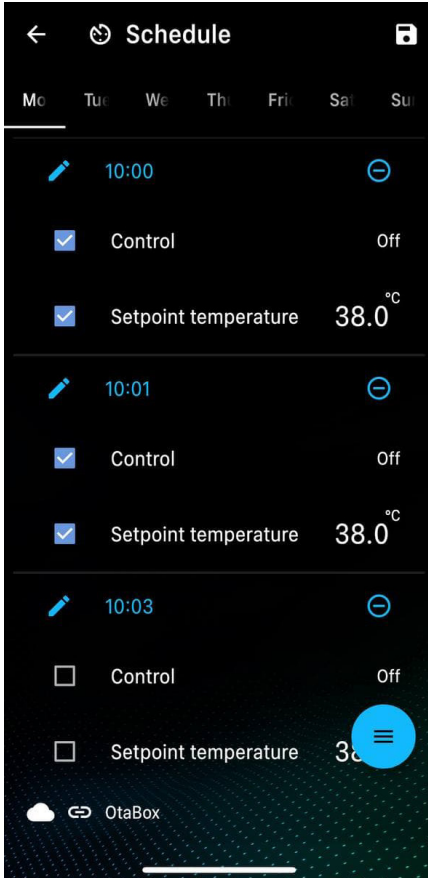 Schedule
Mo Tue We Thu Fri Sat Sun
10:00
Control Off
Setpoint temperature 38.0°C
10:01
Control Off
Setpoint temperature 38.0°C
10:03
Control Off
Setpoint temperature 38
OtaBox